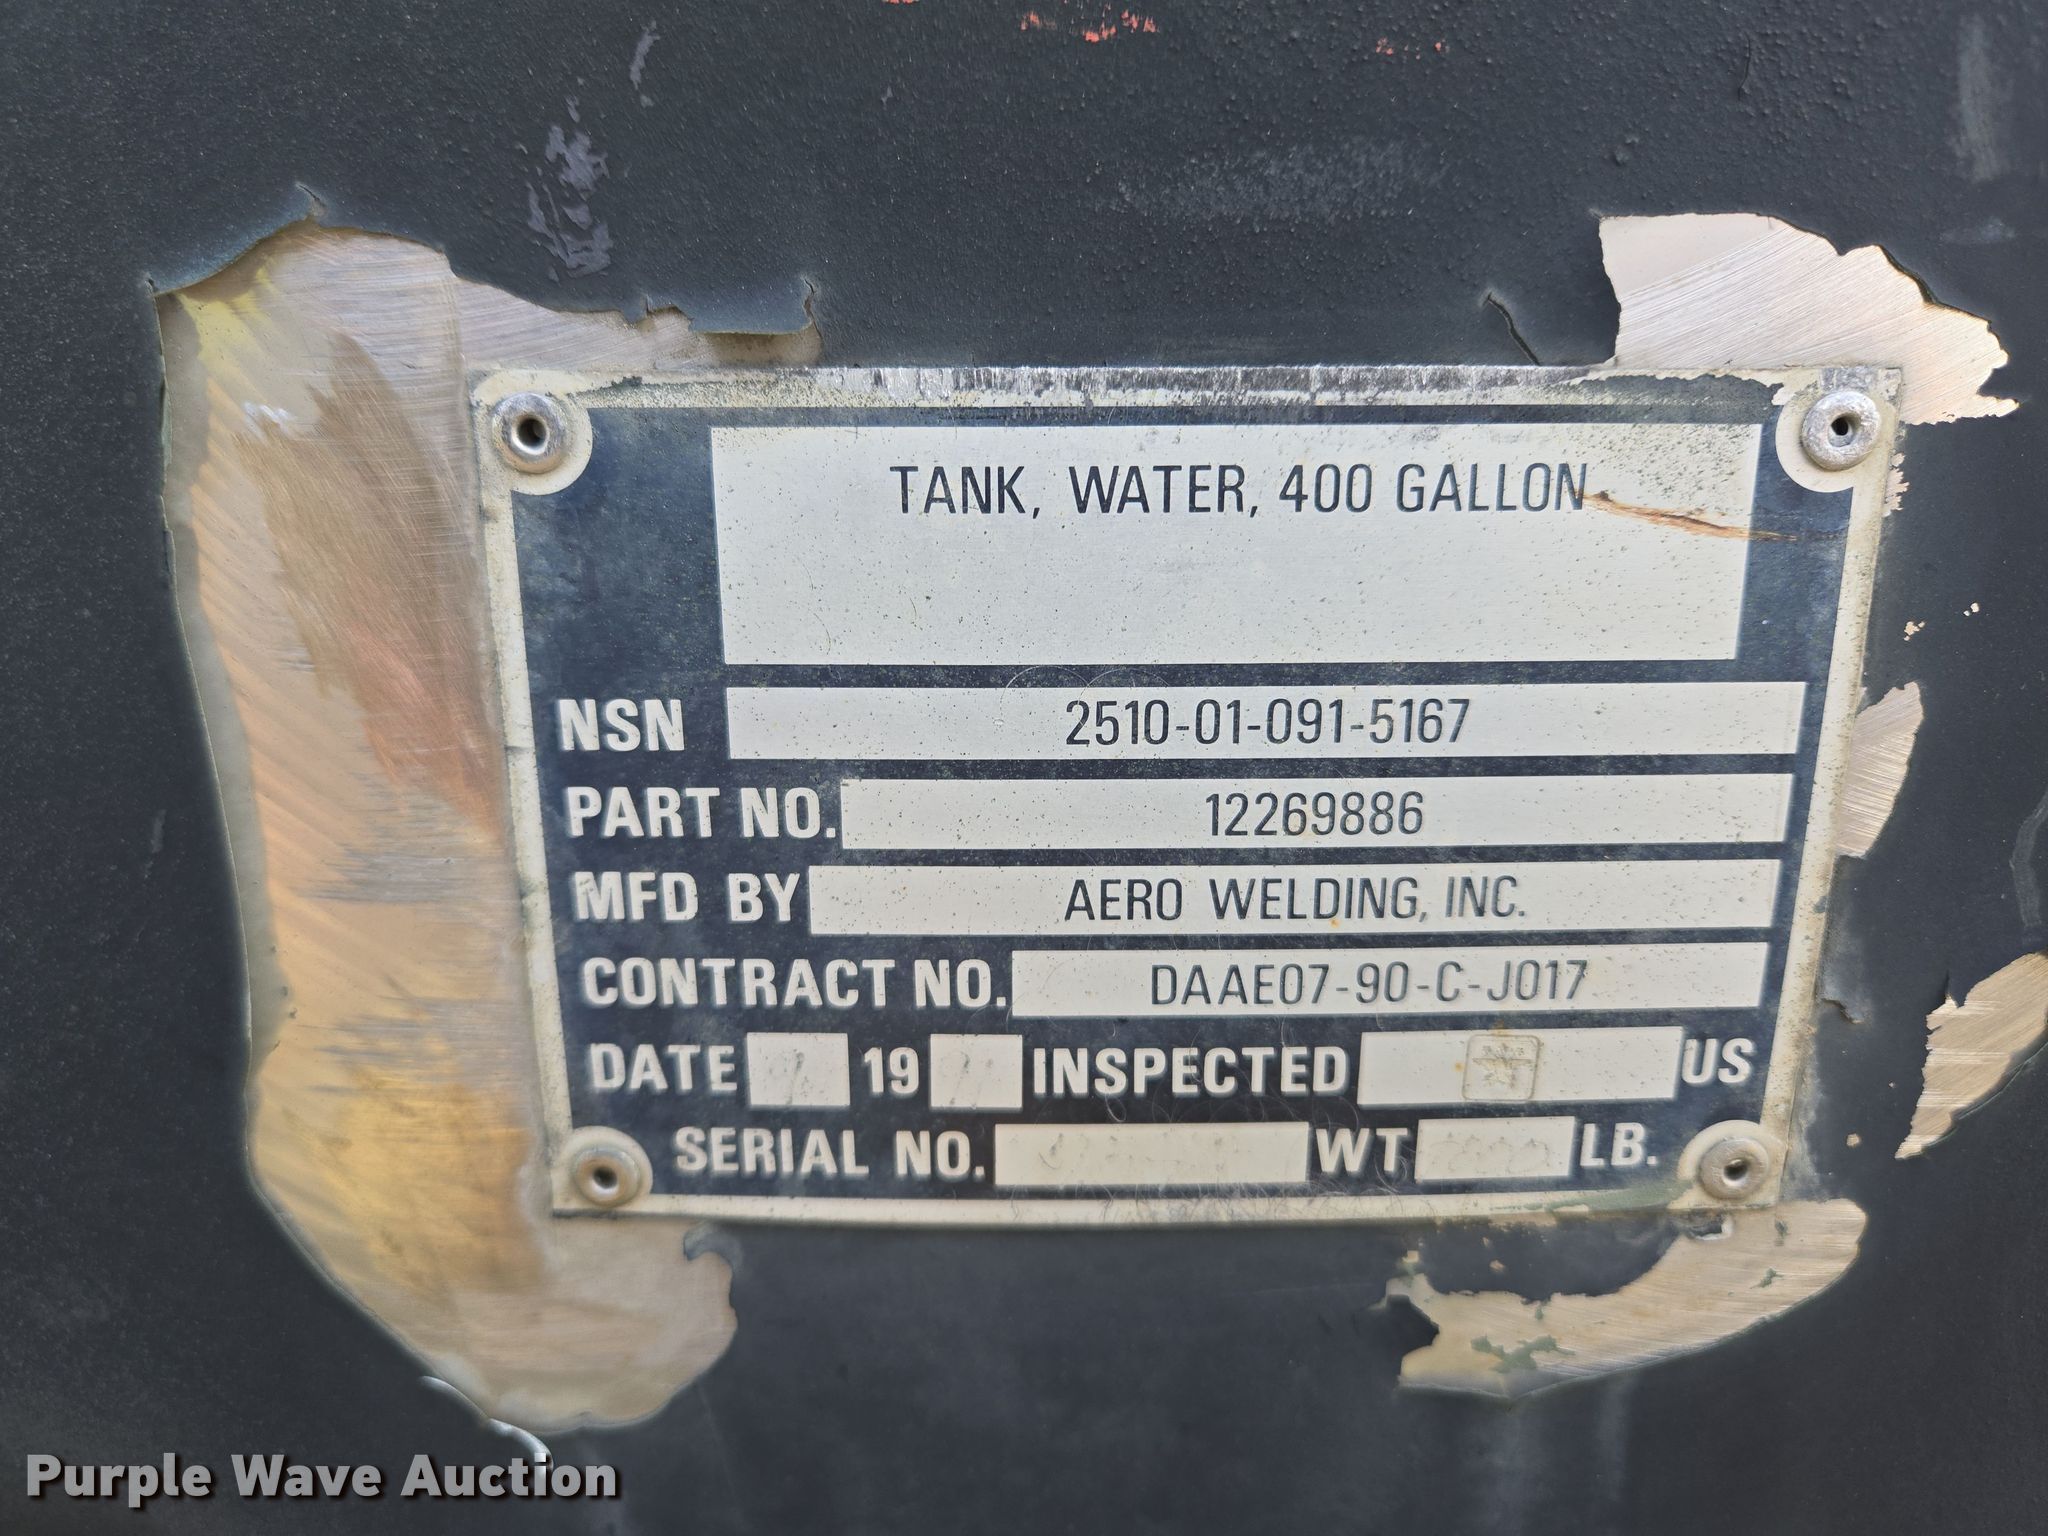 TANK, WATER, 400 GALLON
NSN 2510-01-091-5167
PART NO. 12269886
MFD BY AERO WELDING, INC.
CONTRACT NO. DAAE07-90-C-J017
DATE 19 INSPECTED US
SERIAL NO. WT LB.
Purple Wave Auction